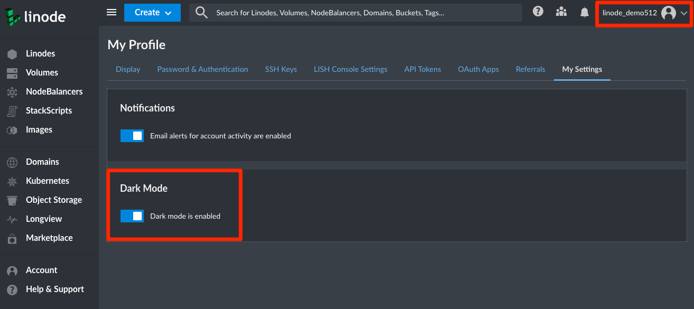 linode
Create
Search for Linodes, Volumes, NodeBalancers, Domains, Buckets, Tags...
linode_demo512
Linodes
Volumes
NodeBalancers
StackScripts
Images
Domains
Kubernetes
Object Storage
Longview
Marketplace
Account
Help & Support
My Profile
Display Password & Authentication SSH Keys LISH Console Settings API Tokens OAuth Apps Referrals My Settings
Notifications
Email alerts for account activity are enabled
Dark Mode
Dark mode is enabled